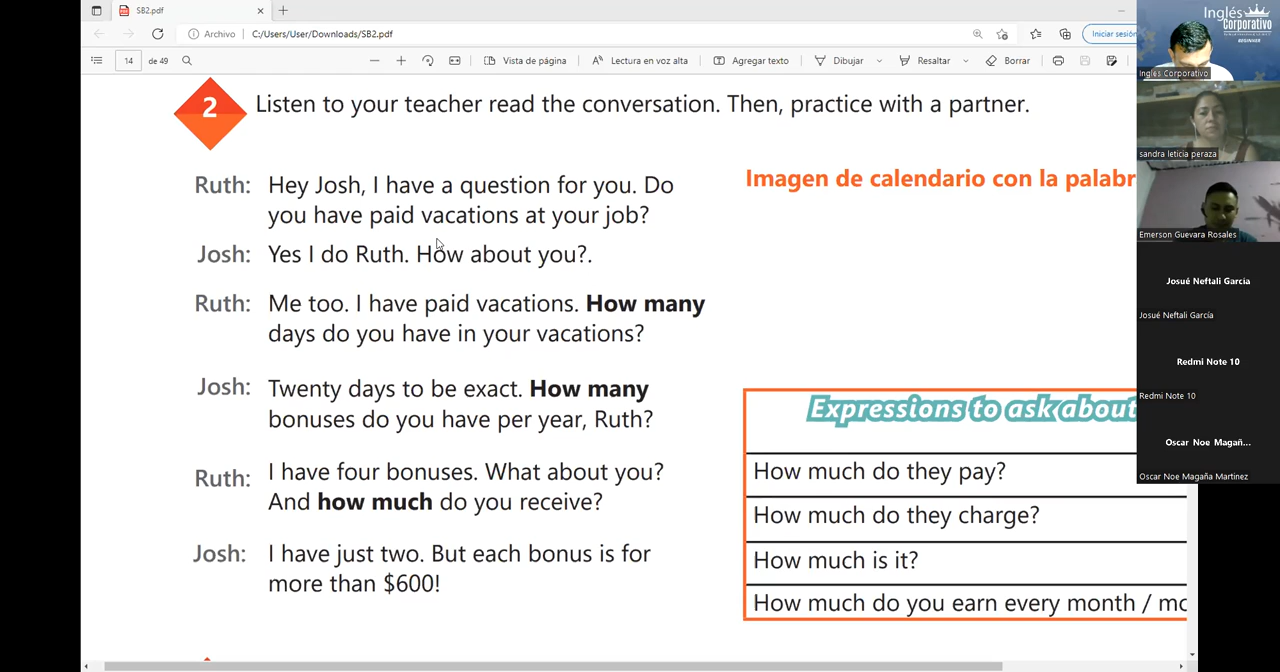 SB2.pdf
Archivo
C:/Users/User/Downloads/SB2.pdf
Iniciar sesión
14 de 49
Vista de página
Lectura en voz alta
Agregar texto
Dibujar
Resaltar
Borrar
2
Listen to your teacher read the conversation. Then, practice with a partner.
Ruth: Hey Josh, I have a question for you. Do
you have paid vacations at your job?
Josh: Yes I do Ruth. How about you?.
Ruth: Me too. I have paid vacations. How many
days do you have in your vacations?
Josh: Twenty days to be exact. How many
bonuses do you have per year, Ruth?
Ruth: I have four bonuses. What about you?
And how much do you receive?
Josh: I have just two. But each bonus is for
more than $600!
Imagen de calendario con la palabr
Expressions to ask about
How much do they pay?
How much do they charge?
How much is it?
How much do you earn every month / mo
Inglés
Corporativo
BEGINNER
Inglés Corporativo
sandra leticia peraza
Emerson Guevara Rosales
Josué Neftali Garcia
Josué Neftali García
Redmi Note 10
Redmi Note 10
Oscar Noe Magañ...
Oscar Noe Magaña Martinez